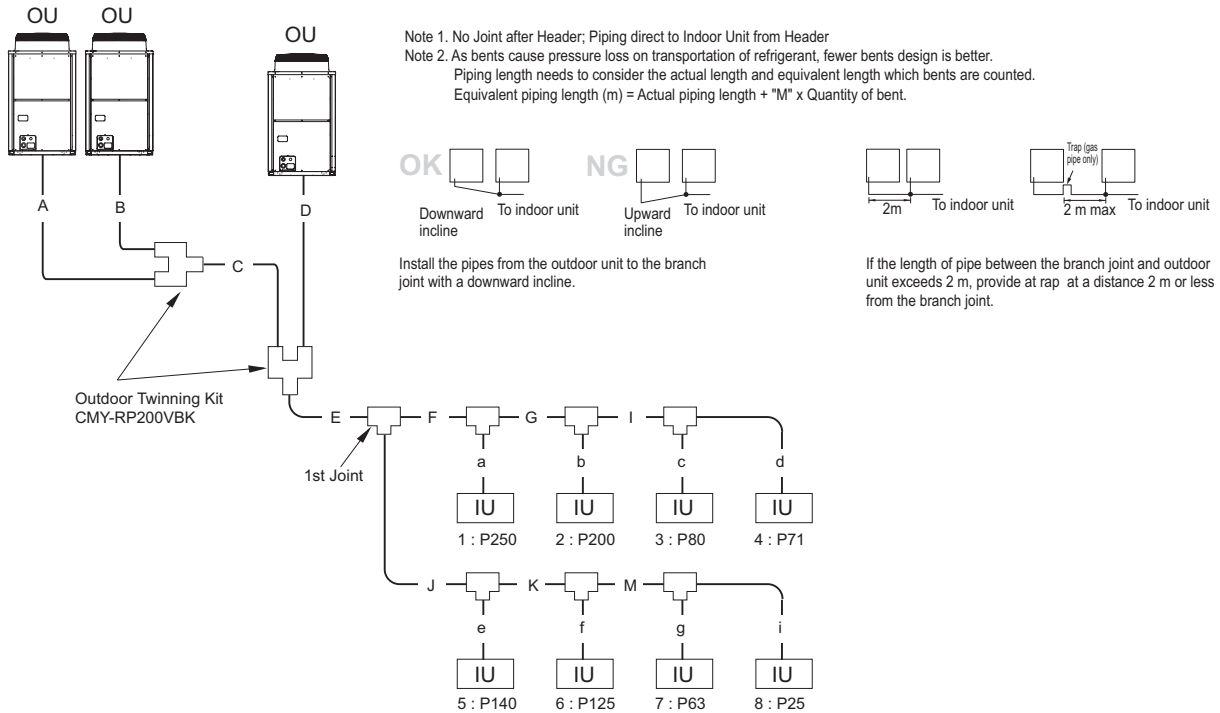 OU OU
OU
Note 1. No Joint after Header; Piping direct to Indoor Unit from Header
Note 2. As bents cause pressure loss on transportation of refrigerant, fewer bents design is better.
Piping length needs to consider the actual length and equivalent length which bents are counted.
Equivalent piping length (m) = Actual piping length + "M" x Quantity of bent.
OK
Downward
incline
To indoor unit
NG
Upward
incline
To indoor unit
Install the pipes from the outdoor unit to the branch
joint with a downward incline.
2m
To indoor unit
Trap (gas
pipe only)
2 m max
To indoor unit
If the length of pipe between the branch joint and outdoor
unit exceeds 2 m, provide at rap at a distance 2 m or less
from the branch joint.
A B D
C
Outdoor Twinning Kit
CMY-RP200VBK
E F G I
1st Joint
a b c d
IU IU IU IU
1 : P250 2 : P200 3 : P80 4 : P71
J K M
e f g i
IU IU IU IU
5 : P140 6 : P125 7 : P63 8 : P25